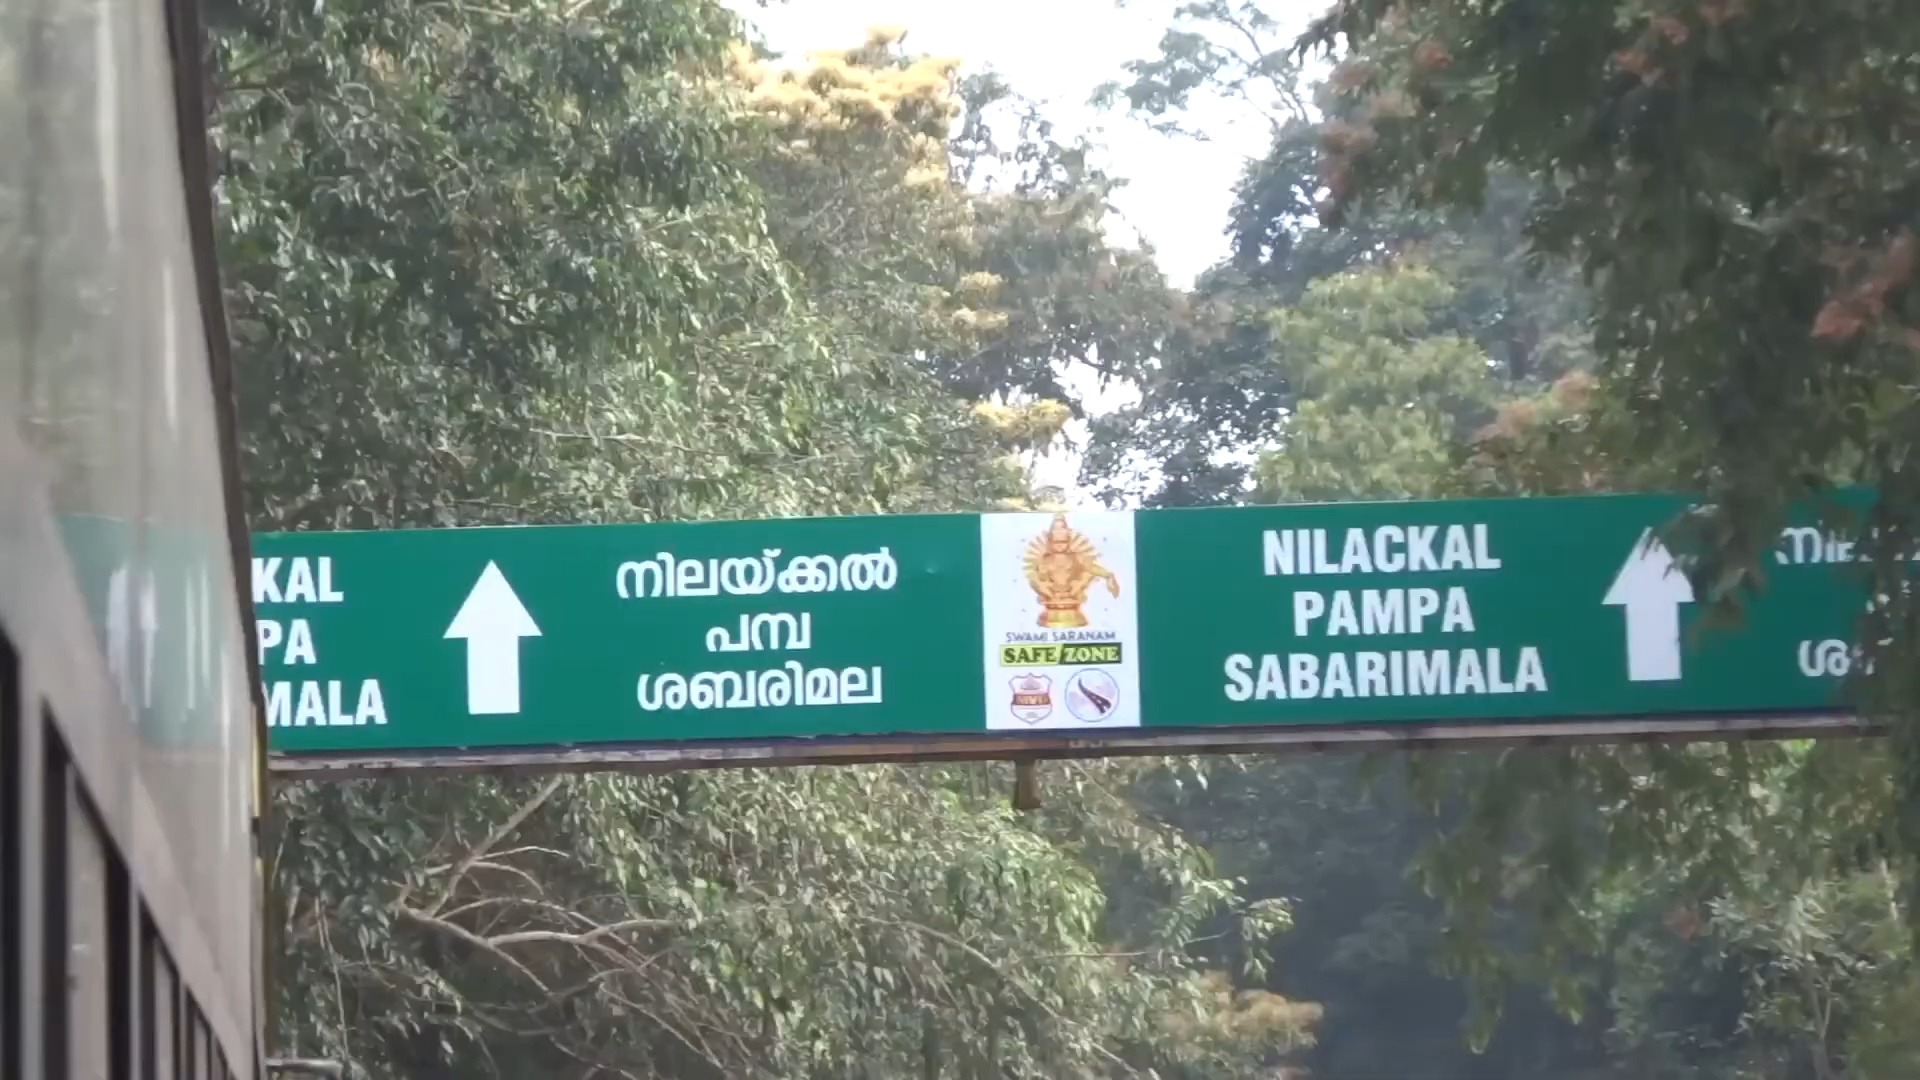 KAL
PA
MALA
നിലയ്ക്കൽ
പമ്പ
ശബരിമല
SWAMI SARANAM
SAFE ZONE
NILACKAL
PAMPA
SABARIMALA